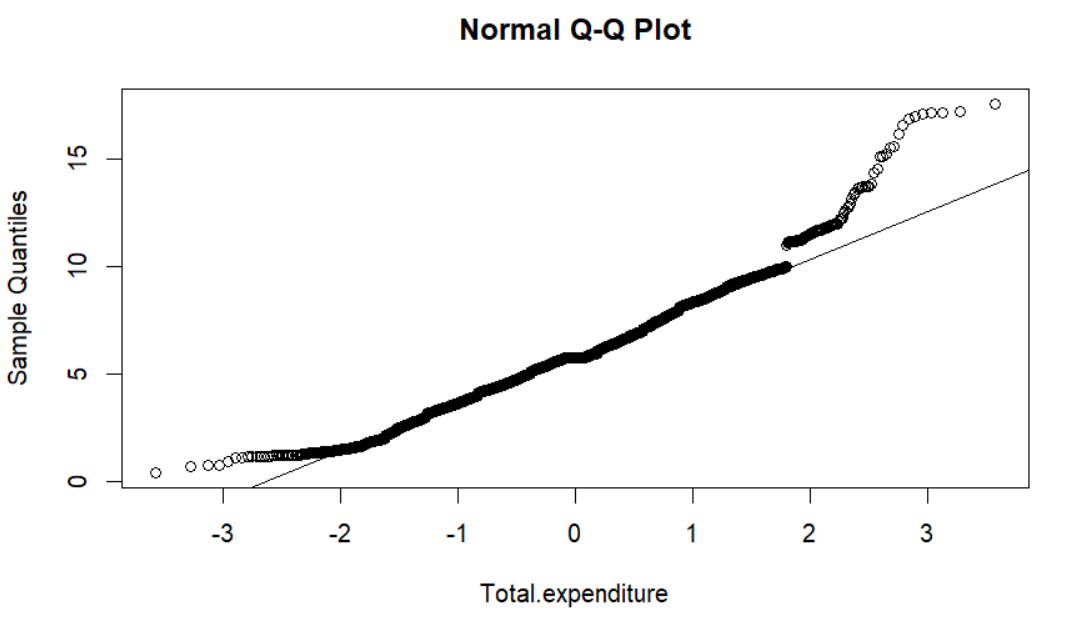 Normal Q-Q Plot
Sample Quantiles
15
10
5
0
-3 -2 -1 0 1 2 3
Total.expenditure